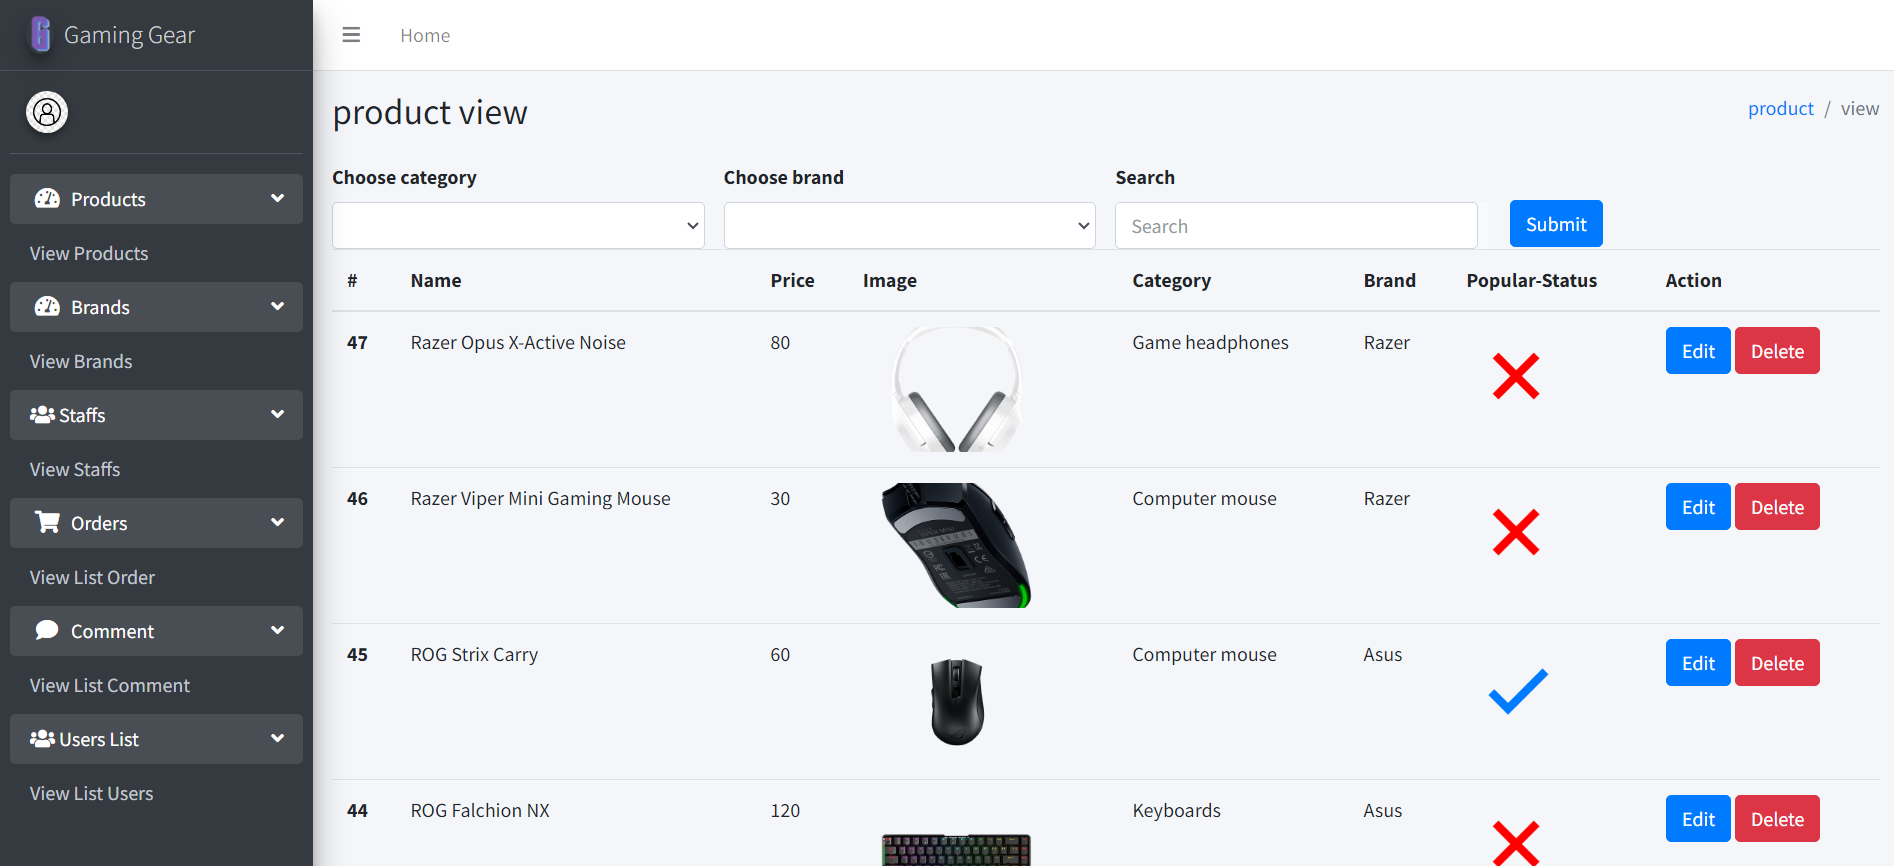 Gaming Gear
Home
product view
product / view
Products
View Products
Brands
View Brands
Staffs
View Staffs
Orders
View List Order
Comment
View List Comment
Users List
View List Users
Choose category
Choose brand
Search
Search
Submit
# Name Price Image Category Brand Popular-Status Action
47 Razer Opus X-Active Noise 80 Game headphones Razer Edit Delete
46 Razer Viper Mini Gaming Mouse 30 Computer mouse Razer Edit Delete
45 ROG Strix Carry 60 Computer mouse Asus Edit Delete
44 ROG Falchion NX 120 Keyboards Asus Edit Delete